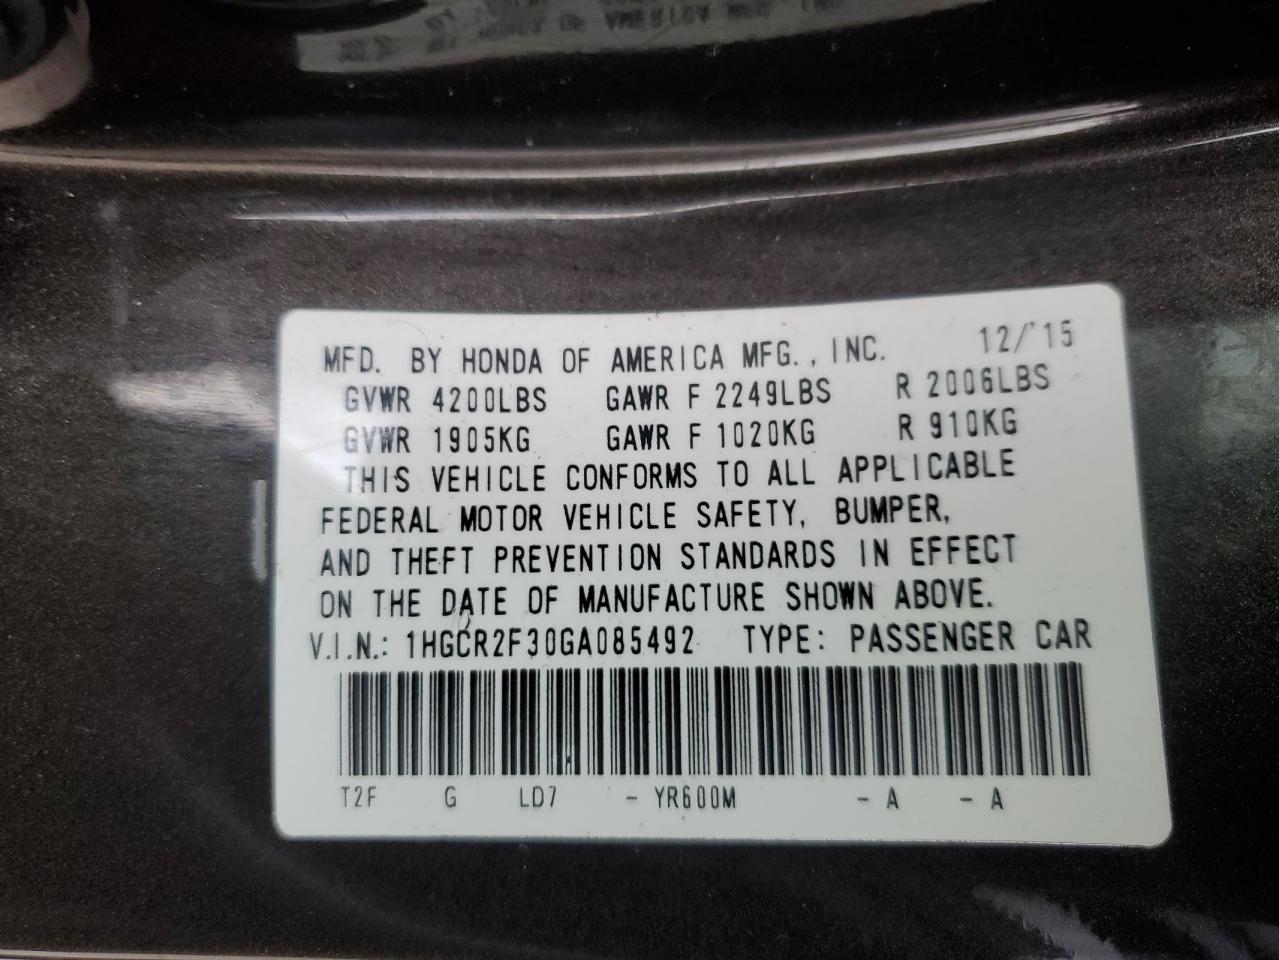 MFD. BY HONDA OF AMERICA MFG., INC. 12/'15
GVWR 4200LBS GAWR F 2249LBS R 2006LBS
GVWR 1905KG GAWR F 1020KG R 910KG
THIS VEHICLE CONFORMS TO ALL APPLICABLE
FEDERAL MOTOR VEHICLE SAFETY, BUMPER,
AND THEFT PREVENTION STANDARDS IN EFFECT
ON THE DATE OF MANUFACTURE SHOWN ABOVE.
V.I.N.: 1HGCR2F30GA085492 TYPE: PASSENGER CAR
T2F G LD7 - YR600M - A - A